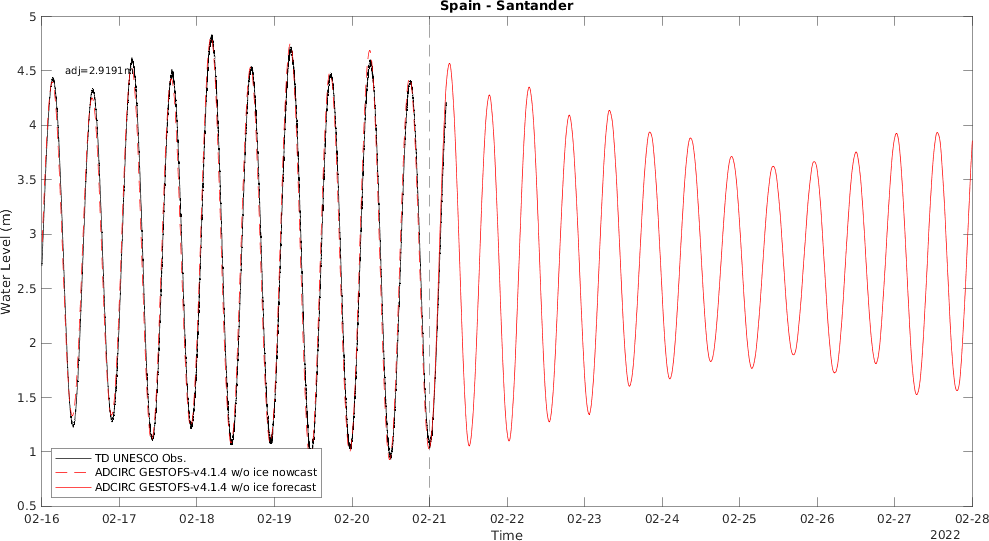 Spain - Santander
5
4.5
4
3.5
3
2.5
2
1.5
1
0.5
Water Level (m)
adj=2.9191m
TD UNESCO Obs.
ADCIRC GESTOFS-v4.1.4 w/o ice nowcast
ADCIRC GESTOFS-v4.1.4 w/o ice forecast
02-16 02-17 02-18 02-19 02-20 02-21 02-22 02-23 02-24 02-25 02-26 02-27 02-28
Time
2022